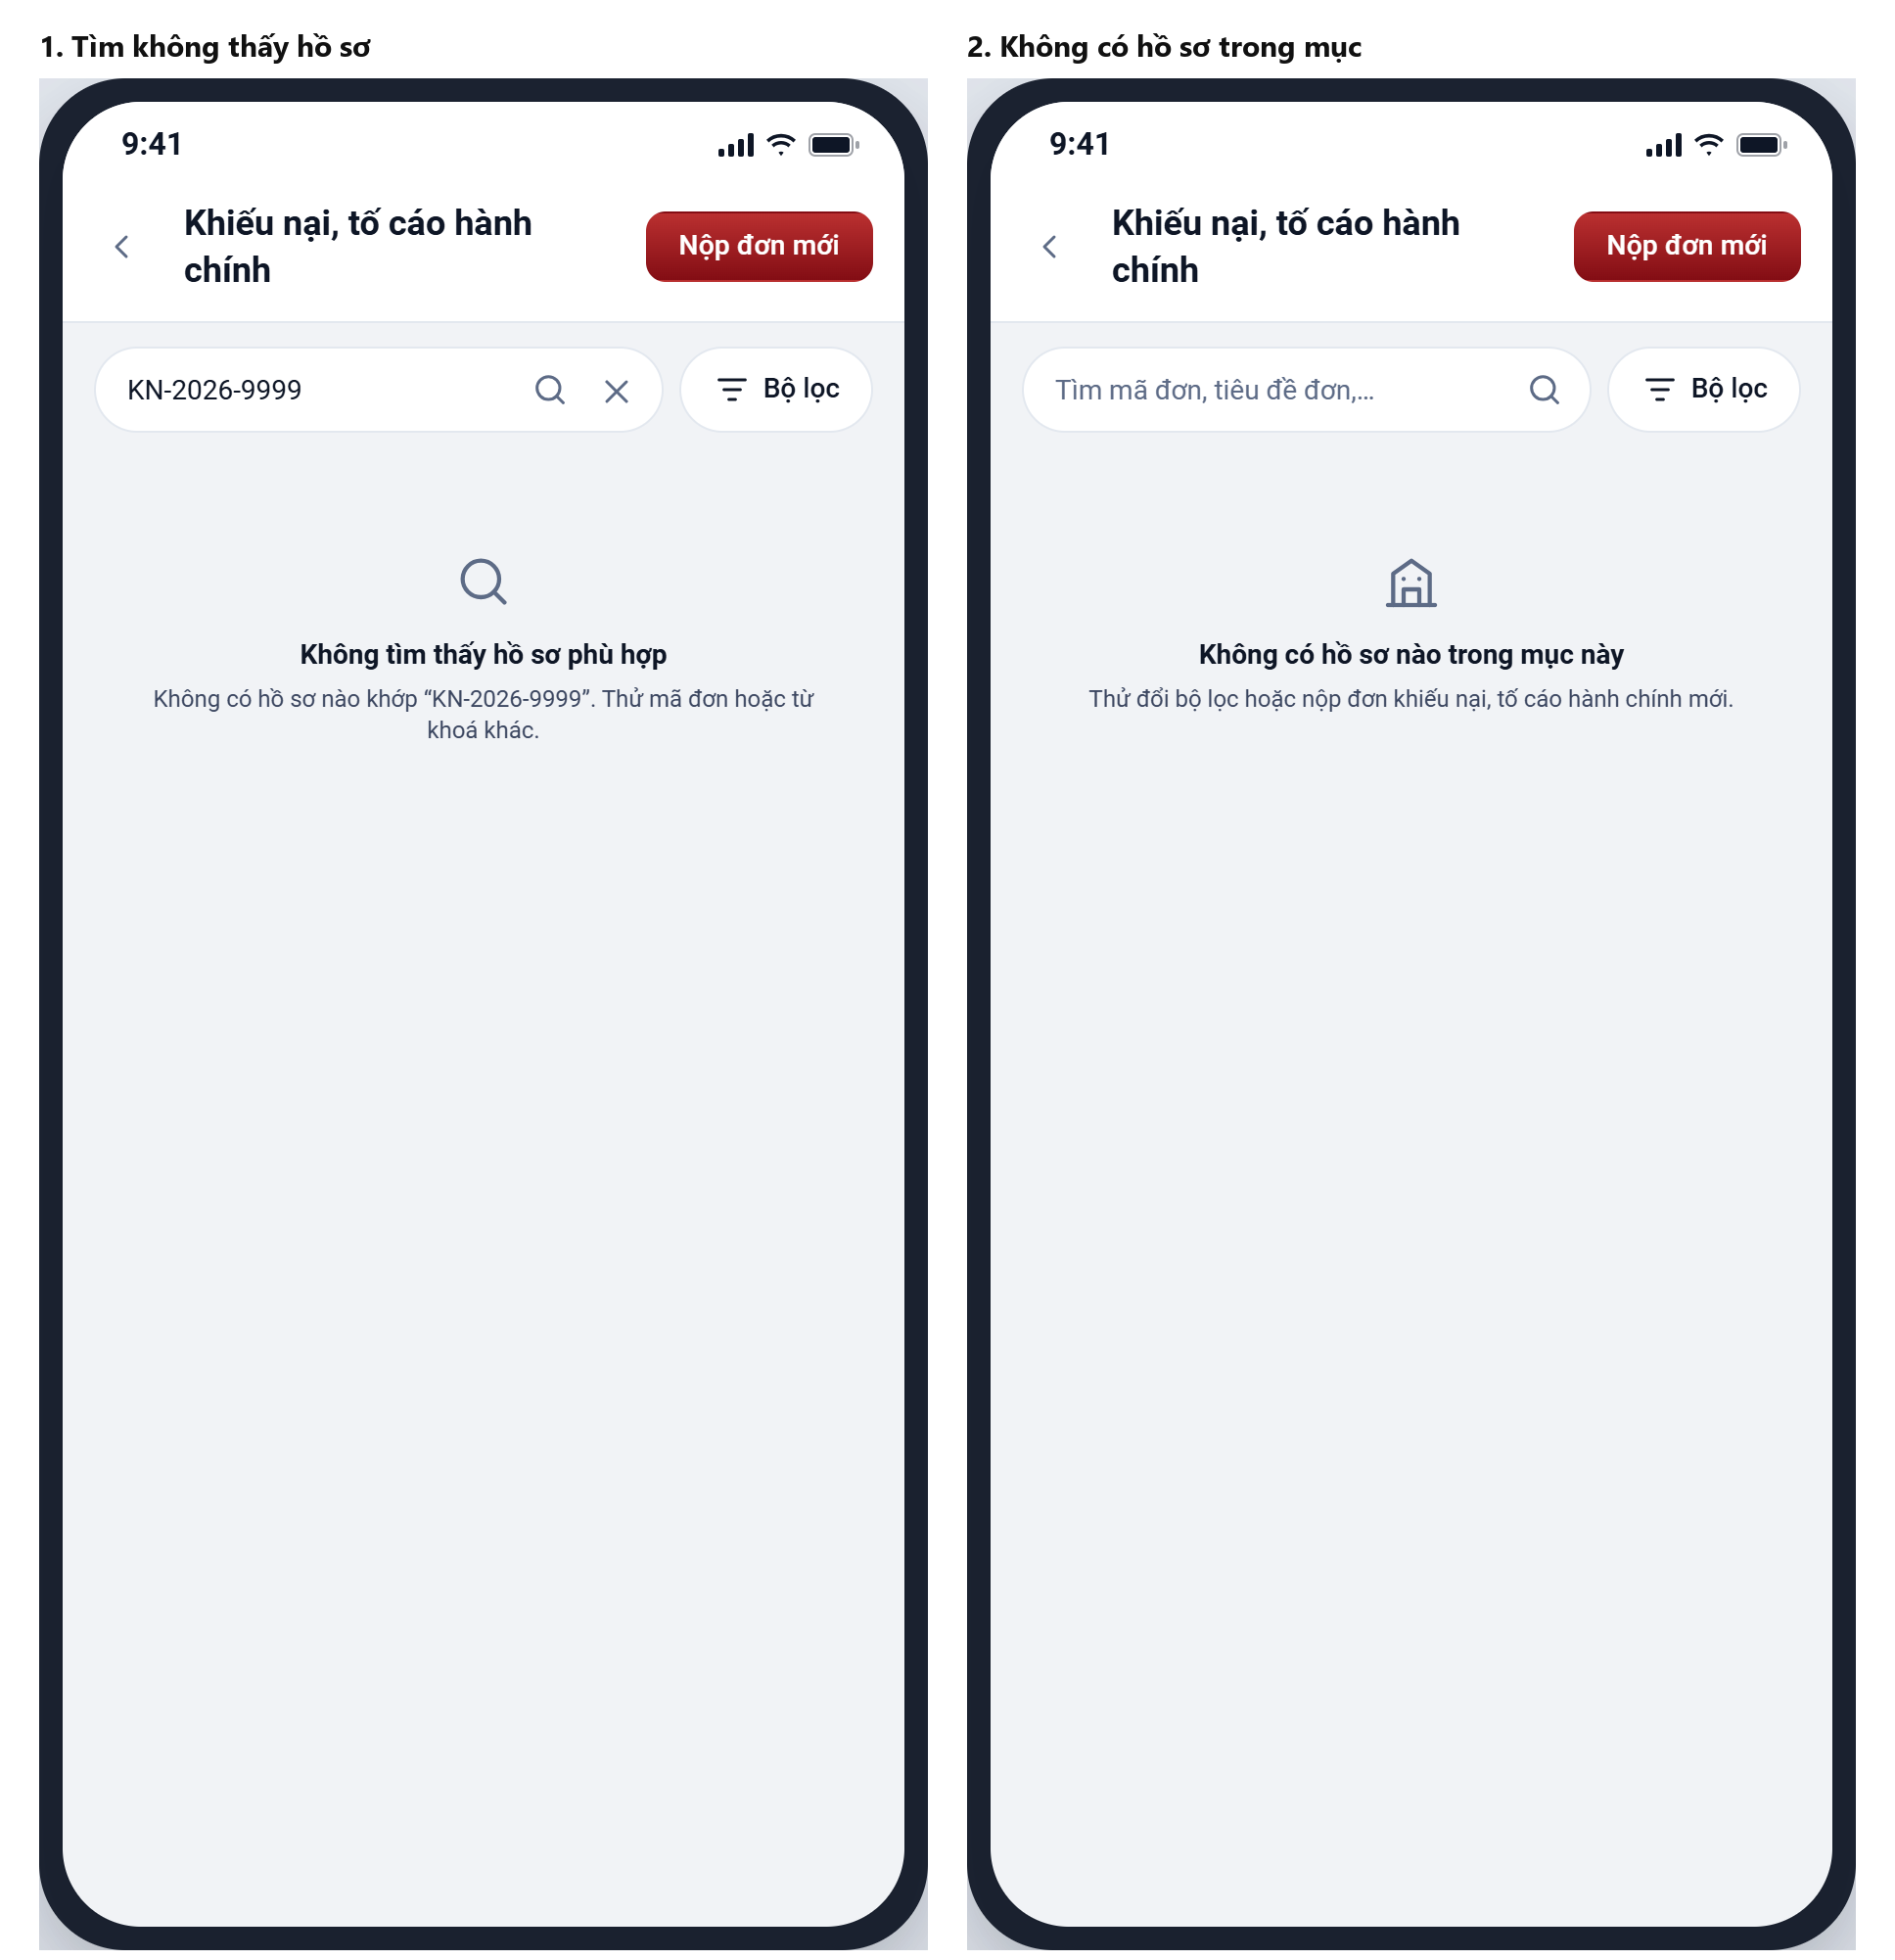 1. Tìm không thấy hồ sơ
9:41
Khiếu nại, tố cáo hành
chính
Nộp đơn mới
KN-2026-9999
Bộ lọc
Không tìm thấy hồ sơ phù hợp
Không có hồ sơ nào khớp “KN-2026-9999”. Thử mã đơn hoặc từ
khoá khác.
2. Không có hồ sơ trong mục
9:41
Khiếu nại, tố cáo hành
chính
Nộp đơn mới
Tìm mã đơn, tiêu đề đơn,...
Bộ lọc
Không có hồ sơ nào trong mục này
Thử đổi bộ lọc hoặc nộp đơn khiếu nại, tố cáo hành chính mới.